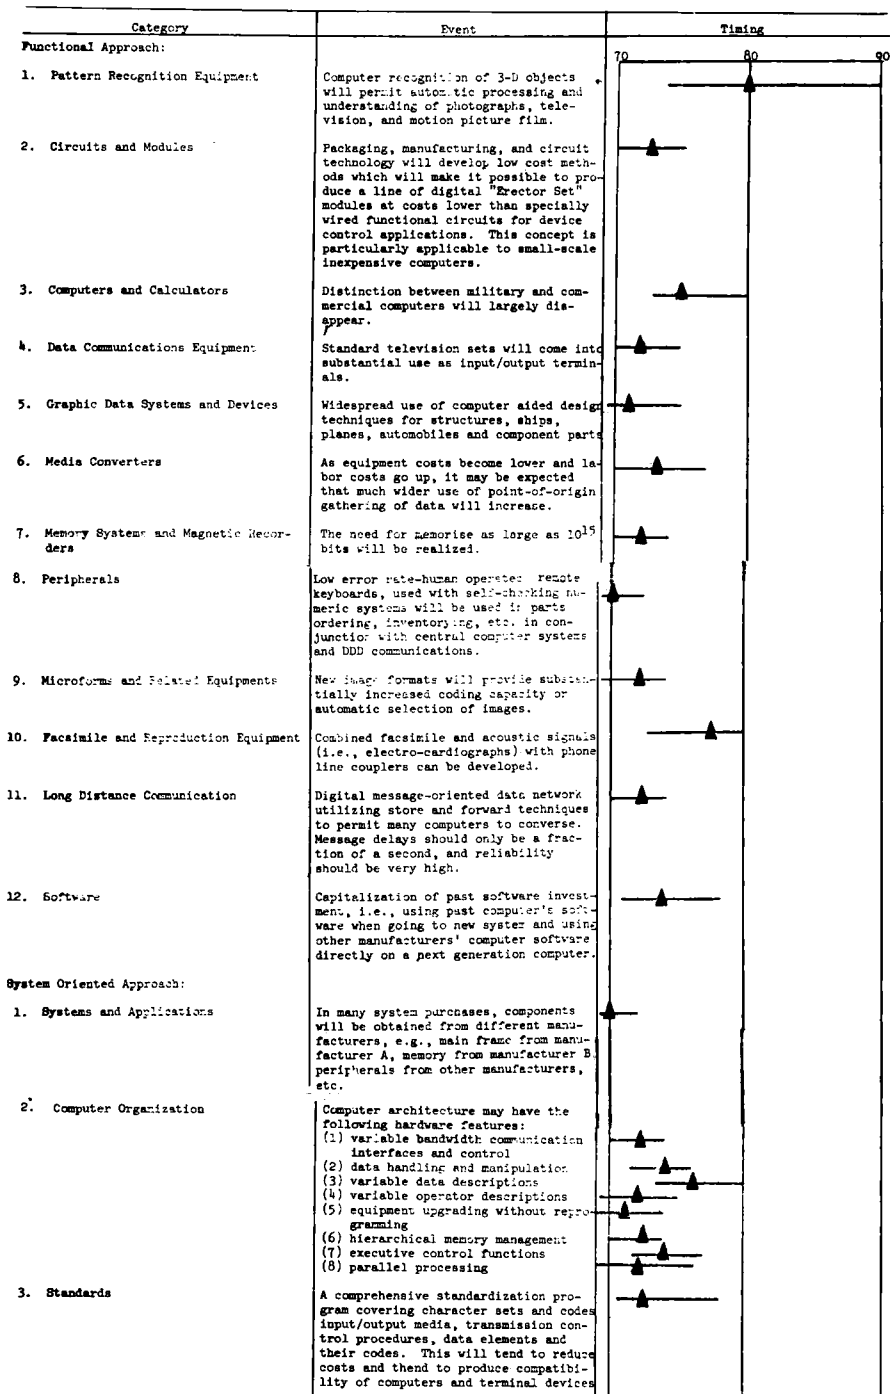 Category Event Timing
Functional Approach:
70 80 90
1. Pattern Recognition Equipment
Computer recognition of 3-D objects
will permit automatic processing and
understanding of photographs, tele-
vision, and motion picture film.
2. Circuits and Modules
Packaging, manufacturing, and circuit
technology will develop low cost meth-
ods which will make it possible to pro-
duce a line of digital "Erector Set"
modules at costs lower than specially
wired functional circuits for device
control applications. This concept is
particularly applicable to small-scale
inexpensive computers.
3. Computers and Calculators
Distinction between military and com-
mercial computers will largely dis-
appear.
4. Data Communications Equipment
Standard television sets will come into
substantial use as input/output termin-
als.
5. Graphic Data Systems and Devices
Widespread use of computer aided design
techniques for structures, ships,
planes, automobiles and component parts
6. Media Converters
As equipment costs become lower and la-
bor costs go up, it may be expected
that much wider use of point-of-origin
gathering of data will increase.
7. Memory Systems and Magnetic Recor-
ders
The need for memorise as large as 10^15
bits will be realized.
8. Peripherals
Low error rate-human operated remote
keyboards, used with self-checking nu-
meric systems will be used in parts
ordering, inventorying, etc. in con-
junction with central computer systems
and DDD communications.
9. Microforms and Related Equipments
New image formats will provide substan-
tially increased coding capacity or
automatic selection of images.
10. Facsimile and Reproduction Equipment
Combined facsimile and acoustic signals
(i.e., electro-cardiographs) with phone
line couplers can be developed.
11. Long Distance Communication
Digital message-oriented data network
utilizing store and forward techniques
to permit many computers to converse.
Message delays should only be a frac-
tion of a second, and reliability
should be very high.
12. Software
Capitalization of past software invest-
ment, i.e., using past computer's soft-
ware when going to new system and using
other manufacturers' computer software
directly on a next generation computer.
System Oriented Approach:
1. Systems and Applications
In many system purchases, components
will be obtained from different manu-
facturers, e.g., main frame from manu-
facturer A, memory from manufacturer B
peripherals from other manufacturers,
etc.
2. Computer Organization
Computer architecture may have the
following hardware features:
(1) variable bandwidth communication
interfaces and control
(2) data handling and manipulation
(3) variable data descriptions
(4) variable operator descriptions
(5) equipment upgrading without repro-
gramming
(6) hierarchical memory management
(7) executive control functions
(8) parallel processing
3. Standards
A comprehensive standardization pro-
gram covering character sets and codes
input/output media, transmission con-
trol procedures, data elements and
their codes. This will tend to reduce
costs and thend to produce compatibi-
lity of computers and terminal devices